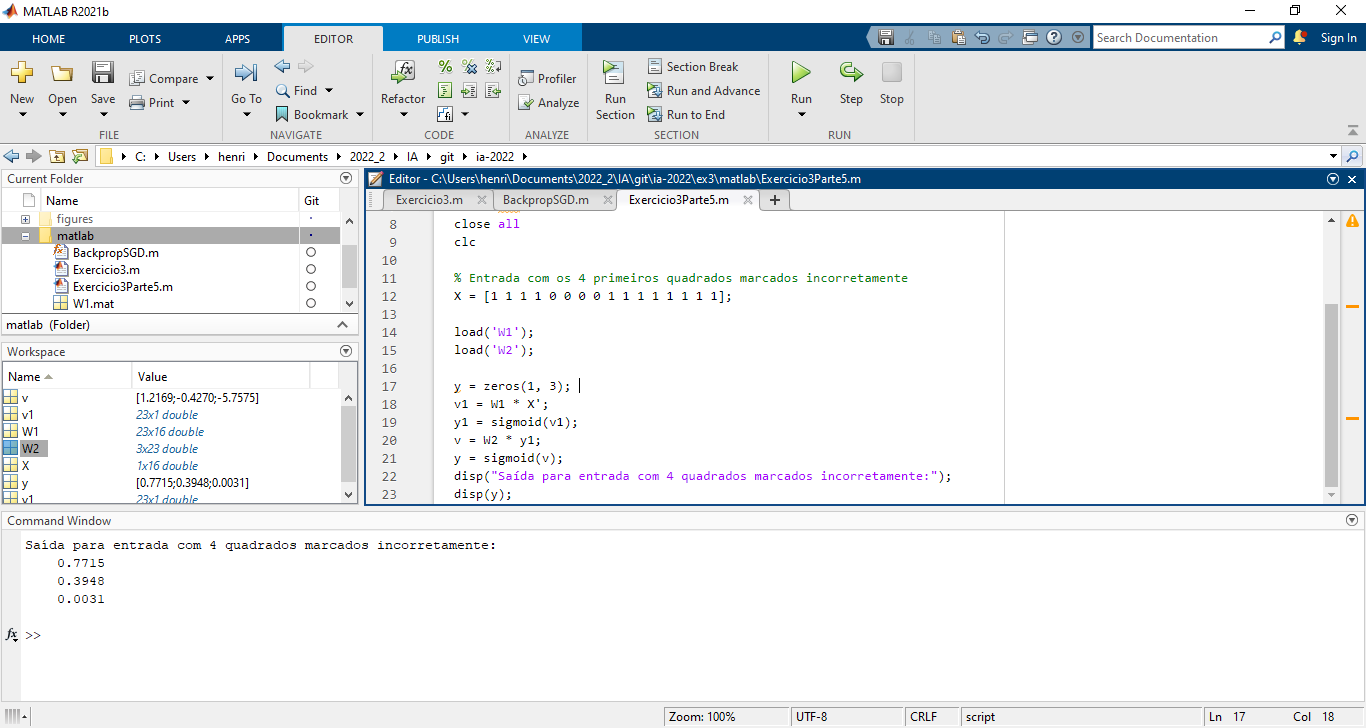 MATLAB R2021b
HOME PLOTS APPS EDITOR PUBLISH VIEW
Search Documentation
Sign In
New Open Save
Compare
Print
FILE
Go To
Find
Bookmark
NAVIGATE
Refactor
CODE
Profiler
Analyze
ANALYZE
Run Section
Section Break
Run and Advance
Run to End
SECTION
Run Step Stop
RUN
C: Users henri Documents 2022_2 IA git ia-2022
Current Folder
Name Git
figures
matlab
BackpropSGD.m
Exercicio3.m
Exercicio3Parte5.m
W1.mat
matlab (Folder)
Workspace
Name Value
v [1.2169;-0.4270;-5.7575]
v1 23x1 double
W1 23x16 double
W2 3x23 double
X 1x16 double
y [0.7715;0.3948;0.0031]
y1 23x1 double
Editor - C:\Users\henri\Documents\2022_2\IA\git\ia-2022\ex3\matlab\Exercicio3Parte5.m
Exercicio3.m BackpropSGD.m Exercicio3Parte5.m
8 close all
9 clc
10
11 % Entrada com os 4 primeiros quadrados marcados incorretamente
12 X = [1 1 1 1 0 0 0 0 1 1 1 1 1 1 1 1];
13
14 load('W1');
15 load('W2');
16
17 y = zeros(1, 3);
18 v1 = W1 * X';
19 y1 = sigmoid(v1);
20 v = W2 * y1;
21 y = sigmoid(v);
22 disp("Saída para entrada com 4 quadrados marcados incorretamente:");
23 disp(y);
Command Window
Saída para entrada com 4 quadrados marcados incorretamente:
0.7715
0.3948
0.0031
fx >>
Zoom: 100% UTF-8 CRLF script Ln 17 Col 18